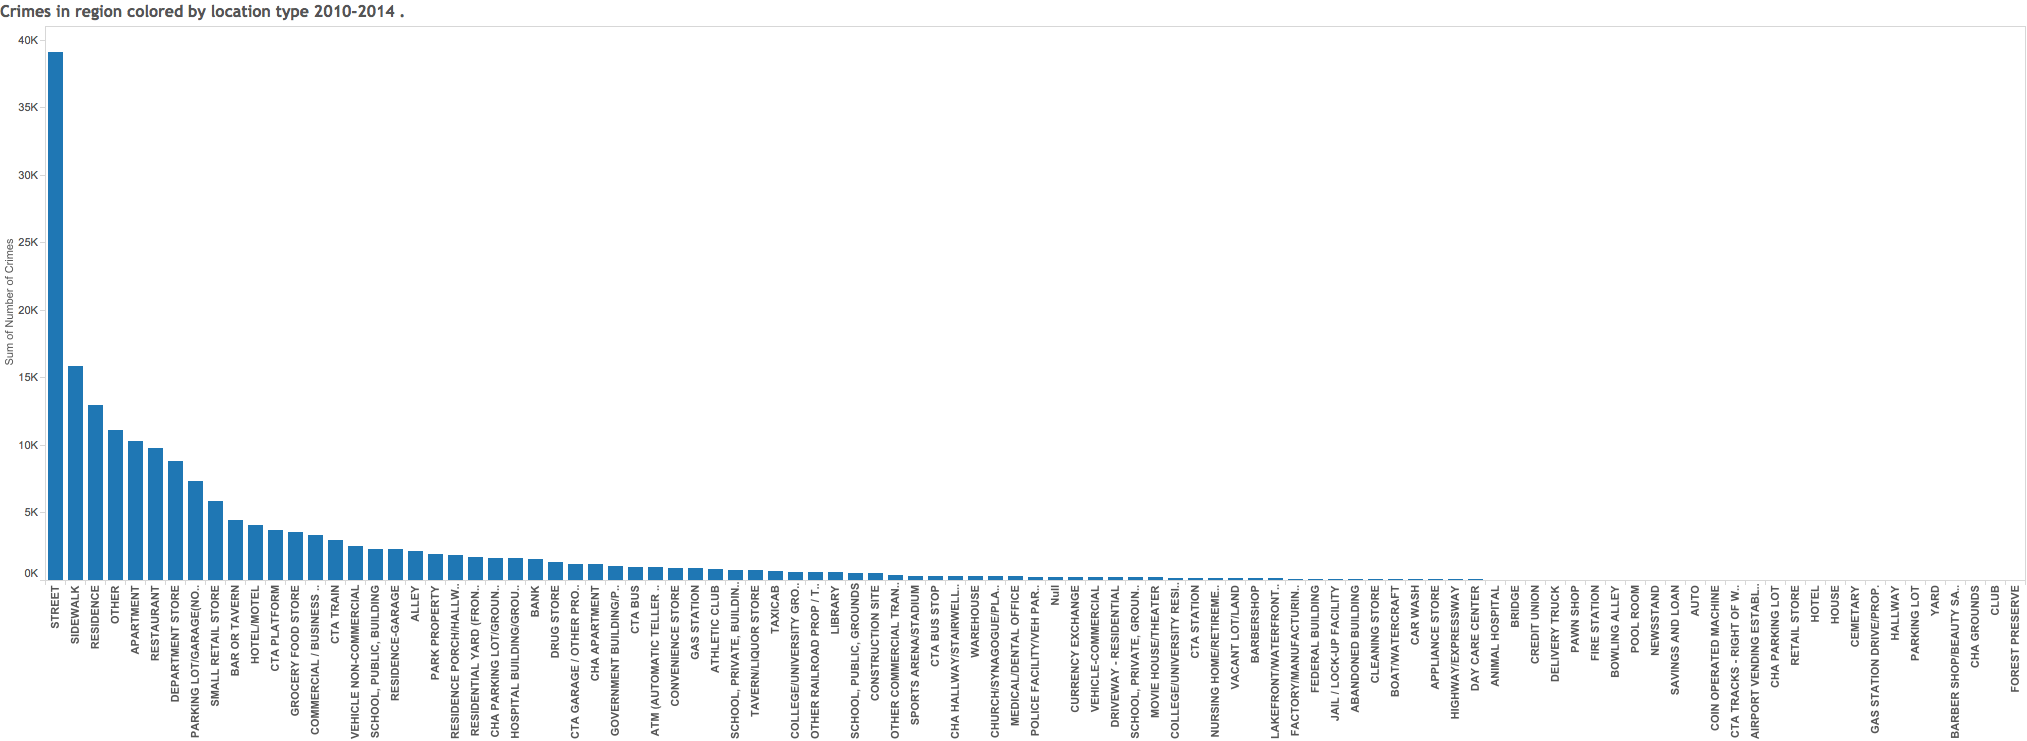 Crimes in region colored by location type 2010-2014 .
40K
35K
30K
25K
20K
15K
10K
5K
0K
Sum of Number of Crimes
STREET
SIDEWALK
RESIDENCE
OTHER
APARTMENT
RESTAURANT
DEPARTMENT STORE
PARKING LOT/GARAGE(NO..
SMALL RETAIL STORE
BAR OR TAVERN
HOTEL/MOTEL
CTA PLATFORM
GROCERY FOOD STORE
COMMERCIAL / BUSINESS ..
CTA TRAIN
VEHICLE NON-COMMERCIAL
SCHOOL, PUBLIC, BUILDING
RESIDENCE-GARAGE
ALLEY
PARK PROPERTY
RESIDENCE PORCH/HALLW..
RESIDENTIAL YARD (FRON..
CHA PARKING LOT/GROUN..
HOSPITAL BUILDING/GROU..
BANK
DRUG STORE
CTA GARAGE / OTHER PRO..
CHA APARTMENT
GOVERNMENT BUILDING/P..
CTA BUS
ATM (AUTOMATIC TELLER ..
CONVENIENCE STORE
GAS STATION
ATHLETIC CLUB
SCHOOL, PRIVATE, BUILDIN..
TAVERN/LIQUOR STORE
TAXICAB
COLLEGE/UNIVERSITY GRO..
OTHER RAILROAD PROP / T..
LIBRARY
SCHOOL, PUBLIC, GROUNDS
CONSTRUCTION SITE
OTHER COMMERCIAL TRAN..
SPORTS ARENA/STADIUM
CTA BUS STOP
CHA HALLWAY/STAIRWELL..
WAREHOUSE
CHURCH/SYNAGOGUE/PLA..
MEDICAL/DENTAL OFFICE
POLICE FACILITY/VEH PAR..
Null
CURRENCY EXCHANGE
VEHICLE-COMMERCIAL
DRIVEWAY - RESIDENTIAL
SCHOOL, PRIVATE, GROUN..
MOVIE HOUSE/THEATER
COLLEGE/UNIVERSITY RESI..
CTA STATION
NURSING HOME/RETIREME..
VACANT LOT/LAND
BARBERSHOP
LAKEFRONT/WATERFRONT..
FACTORY/MANUFACTURIN..
FEDERAL BUILDING
JAIL / LOCK-UP FACILITY
ABANDONED BUILDING
CLEANING STORE
BOAT/WATERCRAFT
CAR WASH
APPLIANCE STORE
HIGHWAY/EXPRESSWAY
DAY CARE CENTER
ANIMAL HOSPITAL
BRIDGE
CREDIT UNION
DELIVERY TRUCK
PAWN SHOP
FIRE STATION
BOWLING ALLEY
POOL ROOM
NEWSSTAND
SAVINGS AND LOAN
AUTO
COIN OPERATED MACHINE
CTA TRACKS - RIGHT OF W..
AIRPORT VENDING ESTABL..
CHA PARKING LOT
RETAIL STORE
HOTEL
HOUSE
CEMETARY
GAS STATION DRIVE/PROP.
HALLWAY
PARKING LOT
YARD
BARBER SHOP/BEAUTY SA..
CHA GROUNDS
CLUB
FOREST PRESERVE